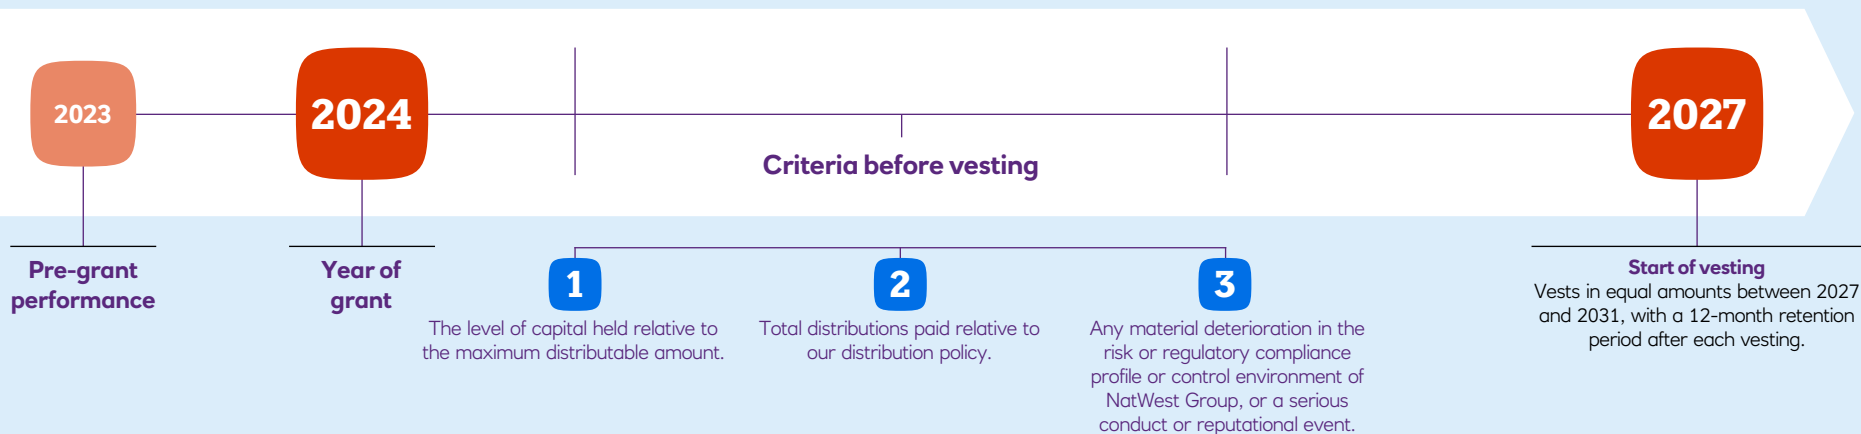 2023
2024
2027
Criteria before vesting
Pre-grant
performance
Year of
grant
1
The level of capital held relative to
the maximum distributable amount.
2
Total distributions paid relative to
our distribution policy.
3
Any material deterioration in the
risk or regulatory compliance
profile or control environment of
NatWest Group, or a serious
conduct or reputational event.
Start of vesting
Vests in equal amounts between 2027
and 2031, with a 12-month retention
period after each vesting.